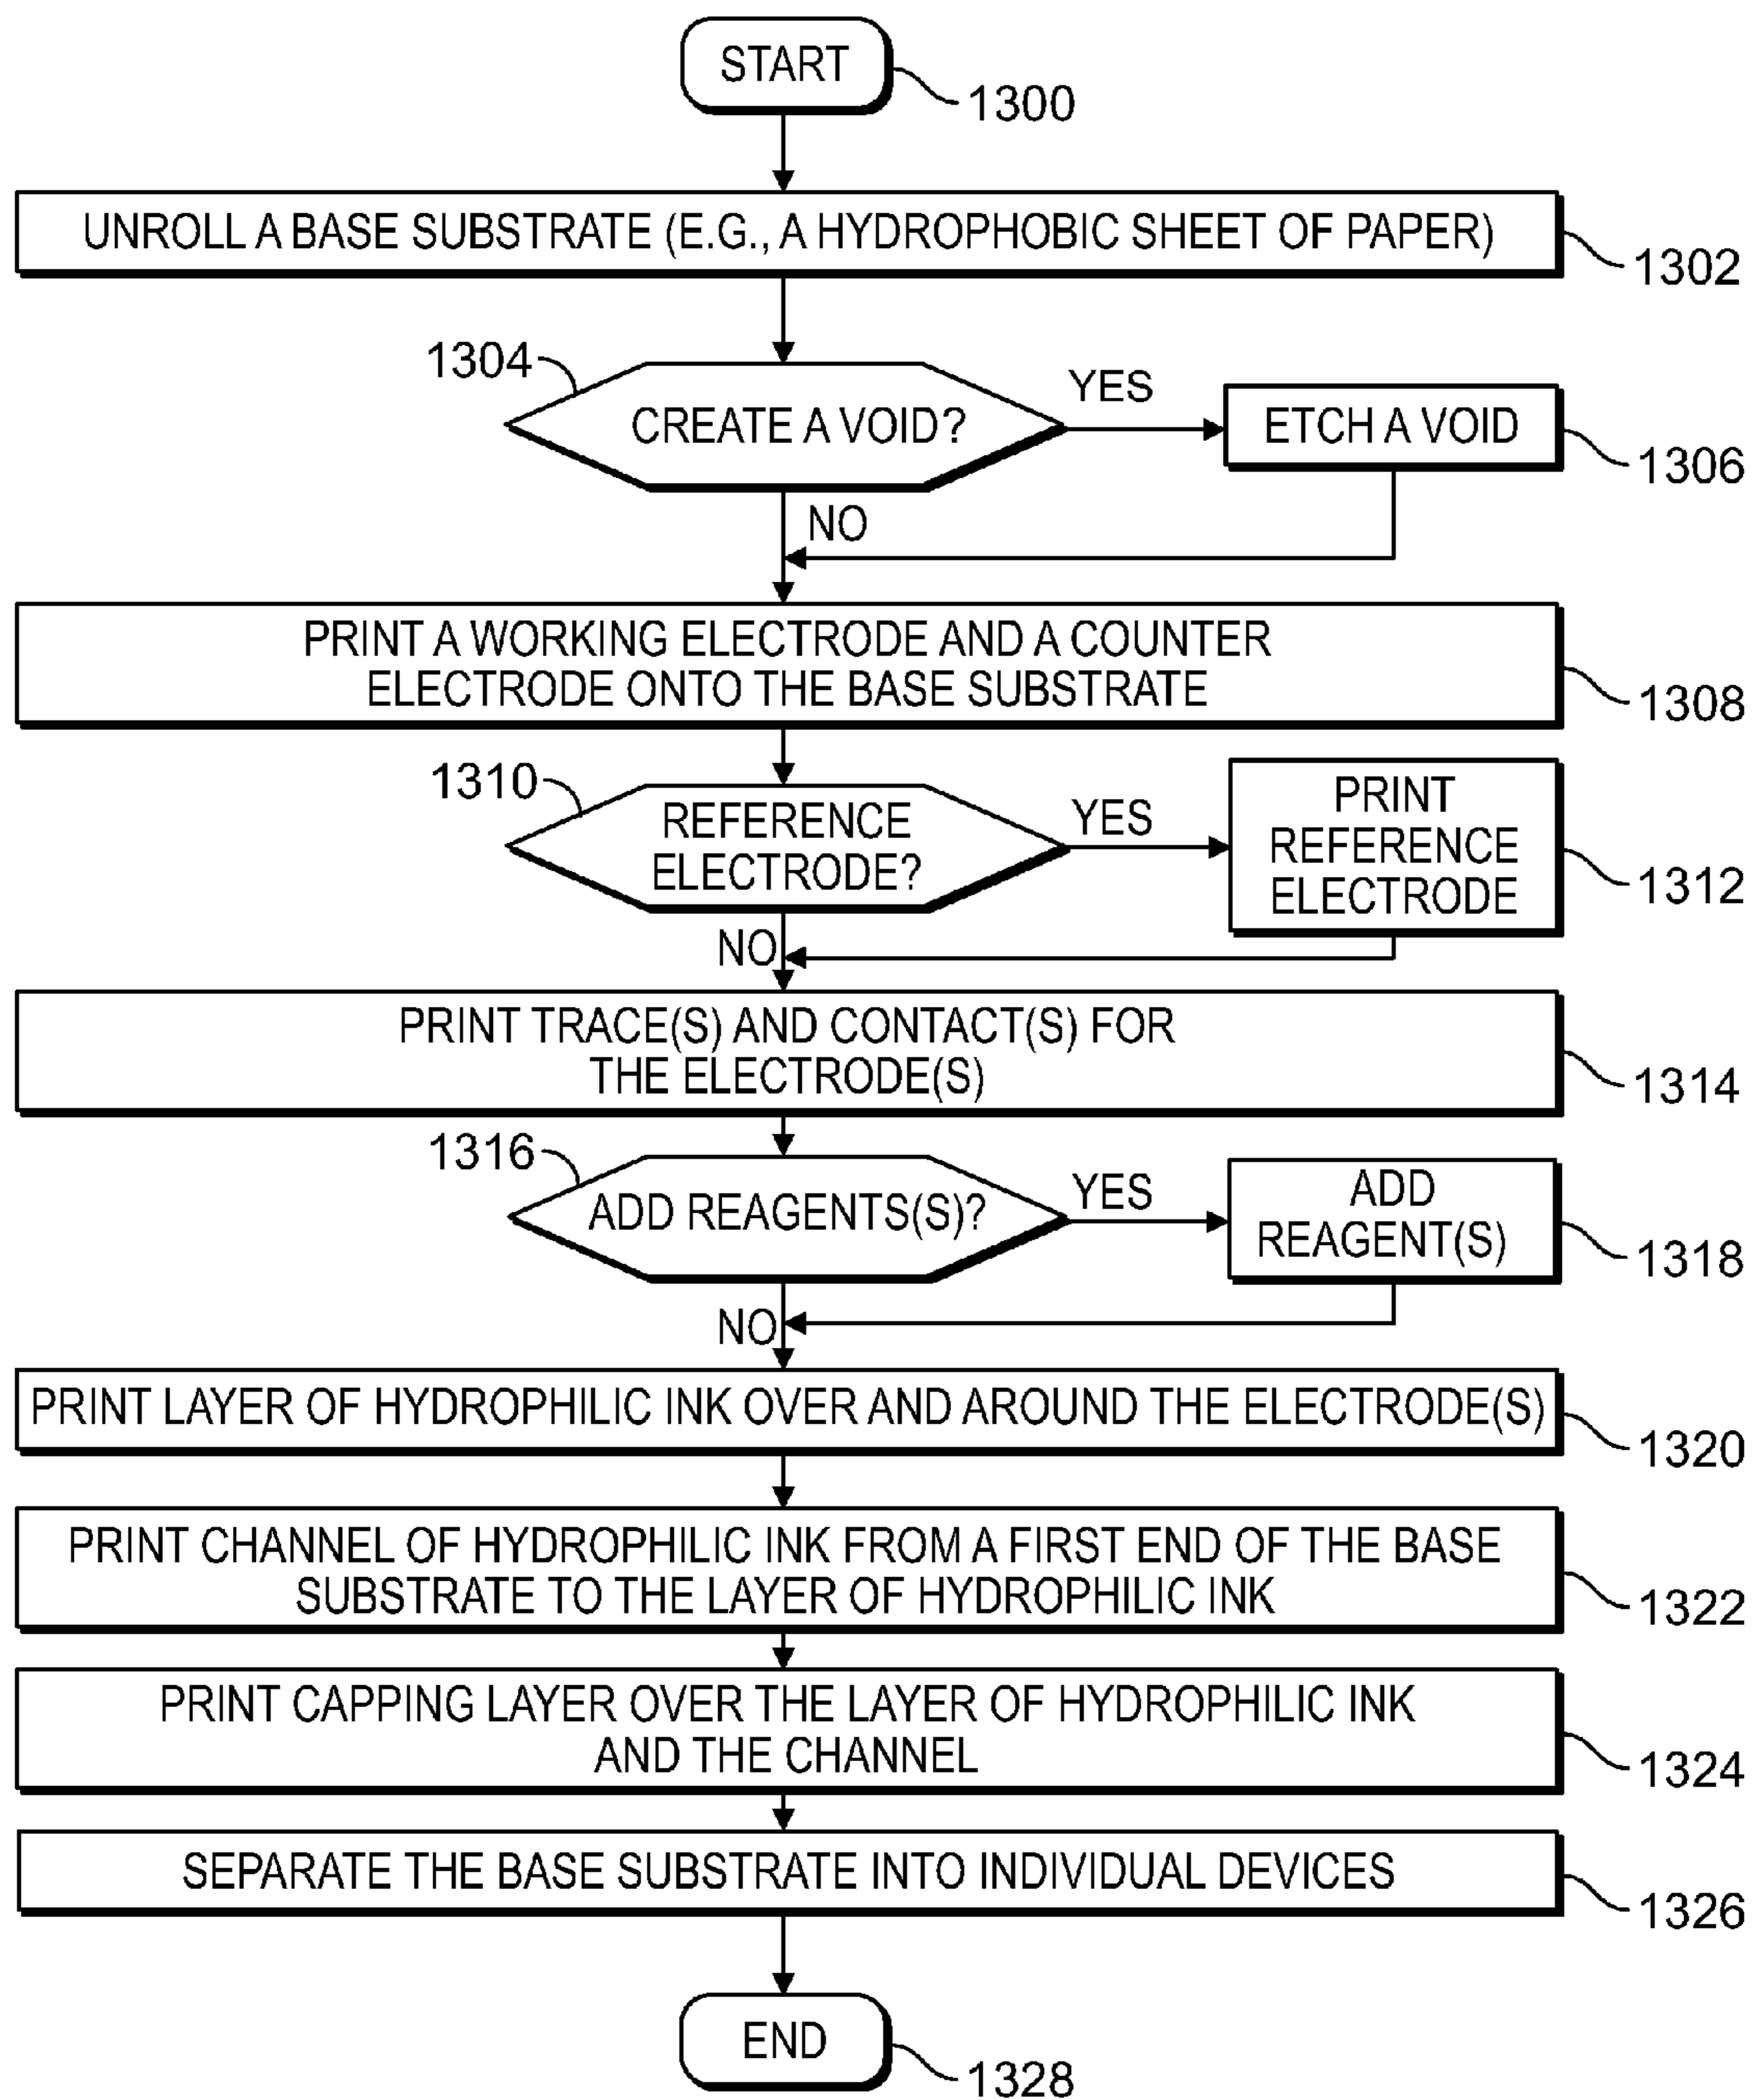 START
1300
UNROLL A BASE SUBSTRATE (E.G., A HYDROPHOBIC SHEET OF PAPER)
1302
1304
CREATE A VOID?
YES
ETCH A VOID
1306
NO
PRINT A WORKING ELECTRODE AND A COUNTER
ELECTRODE ONTO THE BASE SUBSTRATE
1308
1310
REFERENCE
ELECTRODE?
YES
PRINT
REFERENCE
ELECTRODE
1312
NO
PRINT TRACE(S) AND CONTACT(S) FOR
THE ELECTRODE(S)
1314
1316
ADD REAGENTS(S)?
YES
ADD
REAGENT(S)
1318
NO
PRINT LAYER OF HYDROPHILIC INK OVER AND AROUND THE ELECTRODE(S)
1320
PRINT CHANNEL OF HYDROPHILIC INK FROM A FIRST END OF THE BASE
SUBSTRATE TO THE LAYER OF HYDROPHILIC INK
1322
PRINT CAPPING LAYER OVER THE LAYER OF HYDROPHILIC INK
AND THE CHANNEL
1324
SEPARATE THE BASE SUBSTRATE INTO INDIVIDUAL DEVICES
1326
END
1328